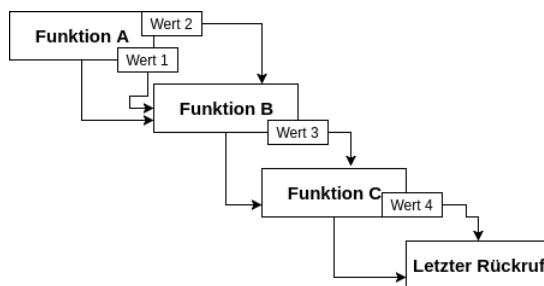 Wert 2
Funktion A
Wert 1
Funktion B
Wert 3
Funktion C
Wert 4
Letzter Rückruf